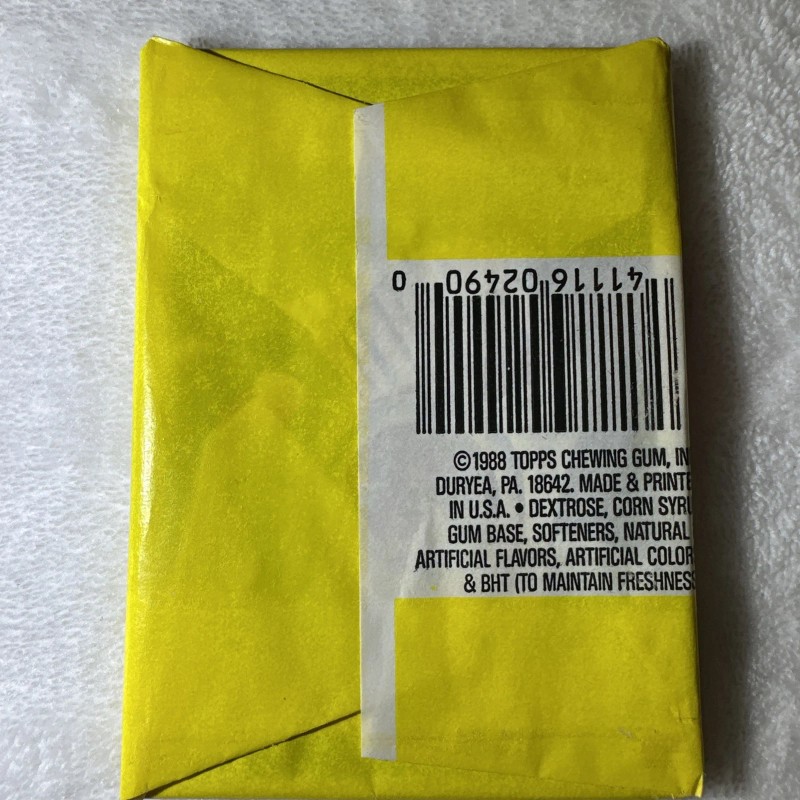 41116 02490 0
©1988 TOPPS CHEWING GUM, IN
DURYEA, PA. 18642. MADE & PRINTE
IN U.S.A. • DEXTROSE, CORN SYRU
GUM BASE, SOFTENERS, NATURAL
ARTIFICIAL FLAVORS, ARTIFICIAL COLOR
& BHT (TO MAINTAIN FRESHNESS